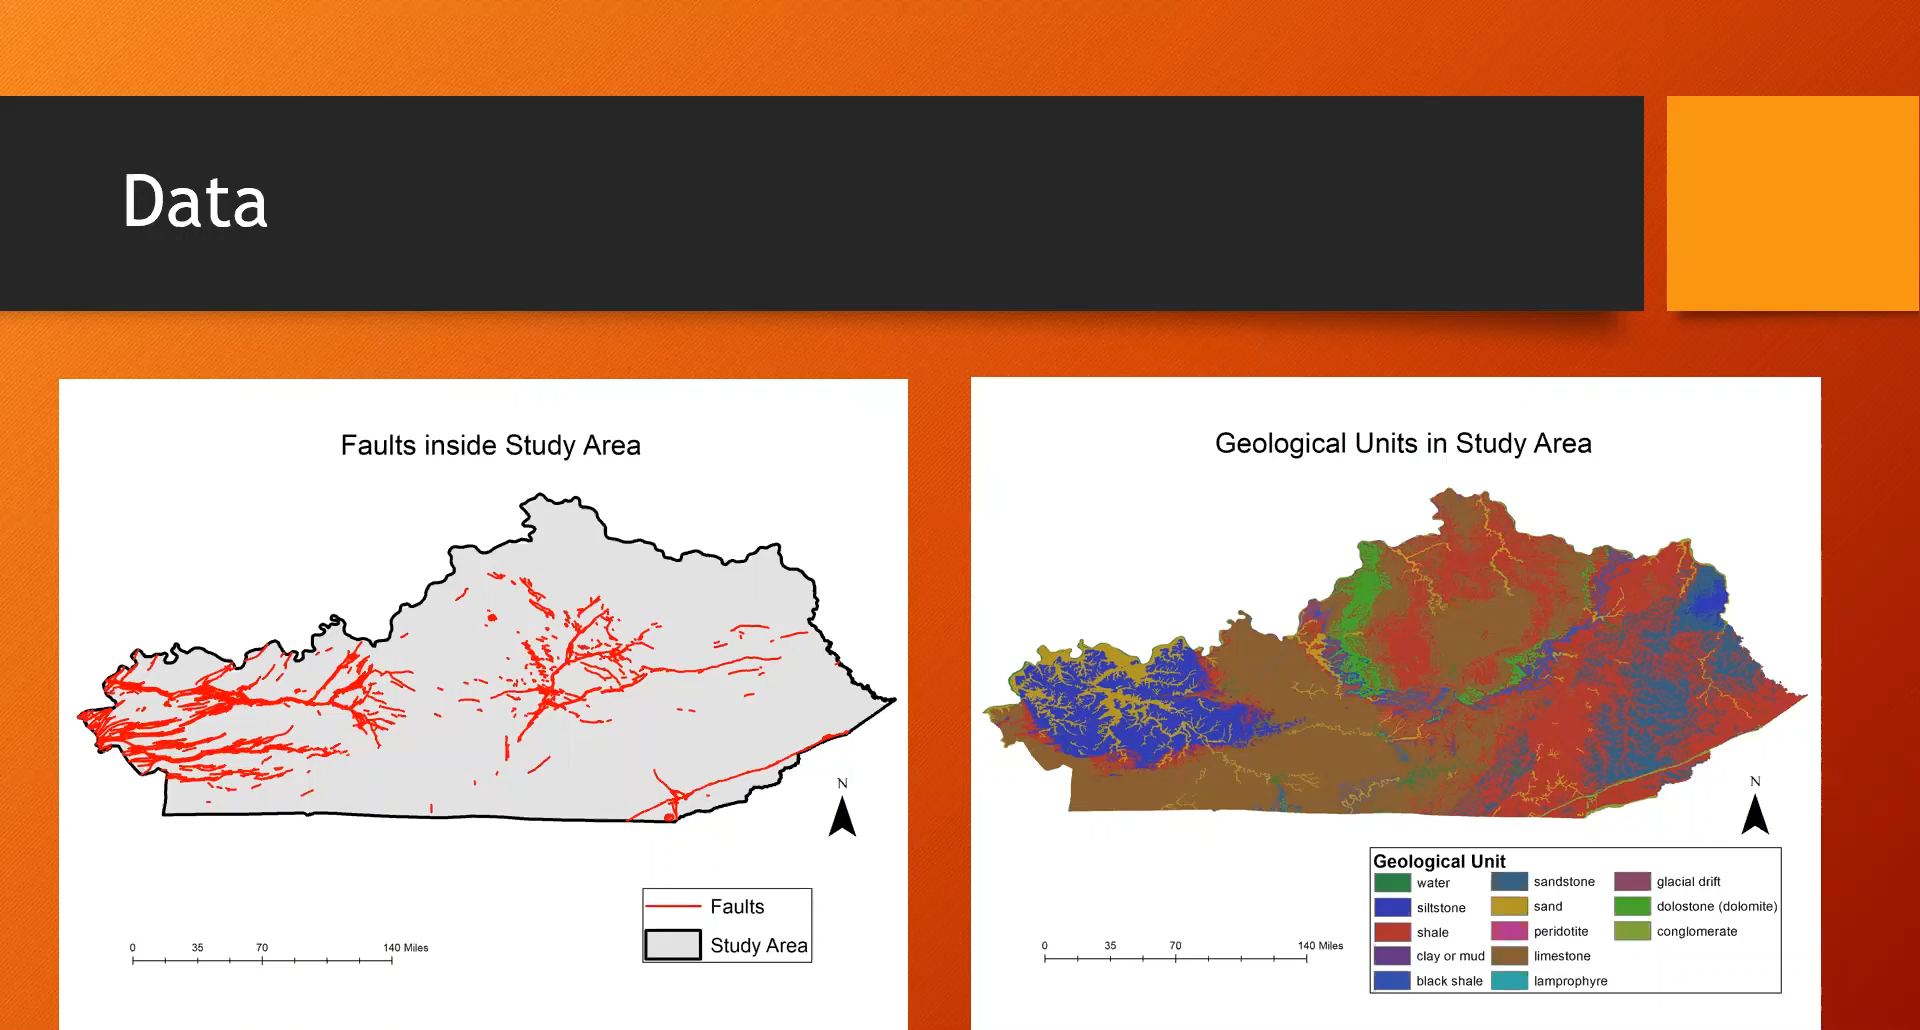 Data
Faults inside Study Area
N
Faults
Study Area
0 35 70 140 Miles
Geological Units in Study Area
N
Geological Unit
water sandstone glacial drift
siltstone sand dolostone (dolomite)
shale peridotite conglomerate
clay or mud limestone
black shale lamprophyre
0 35 70 140 Miles